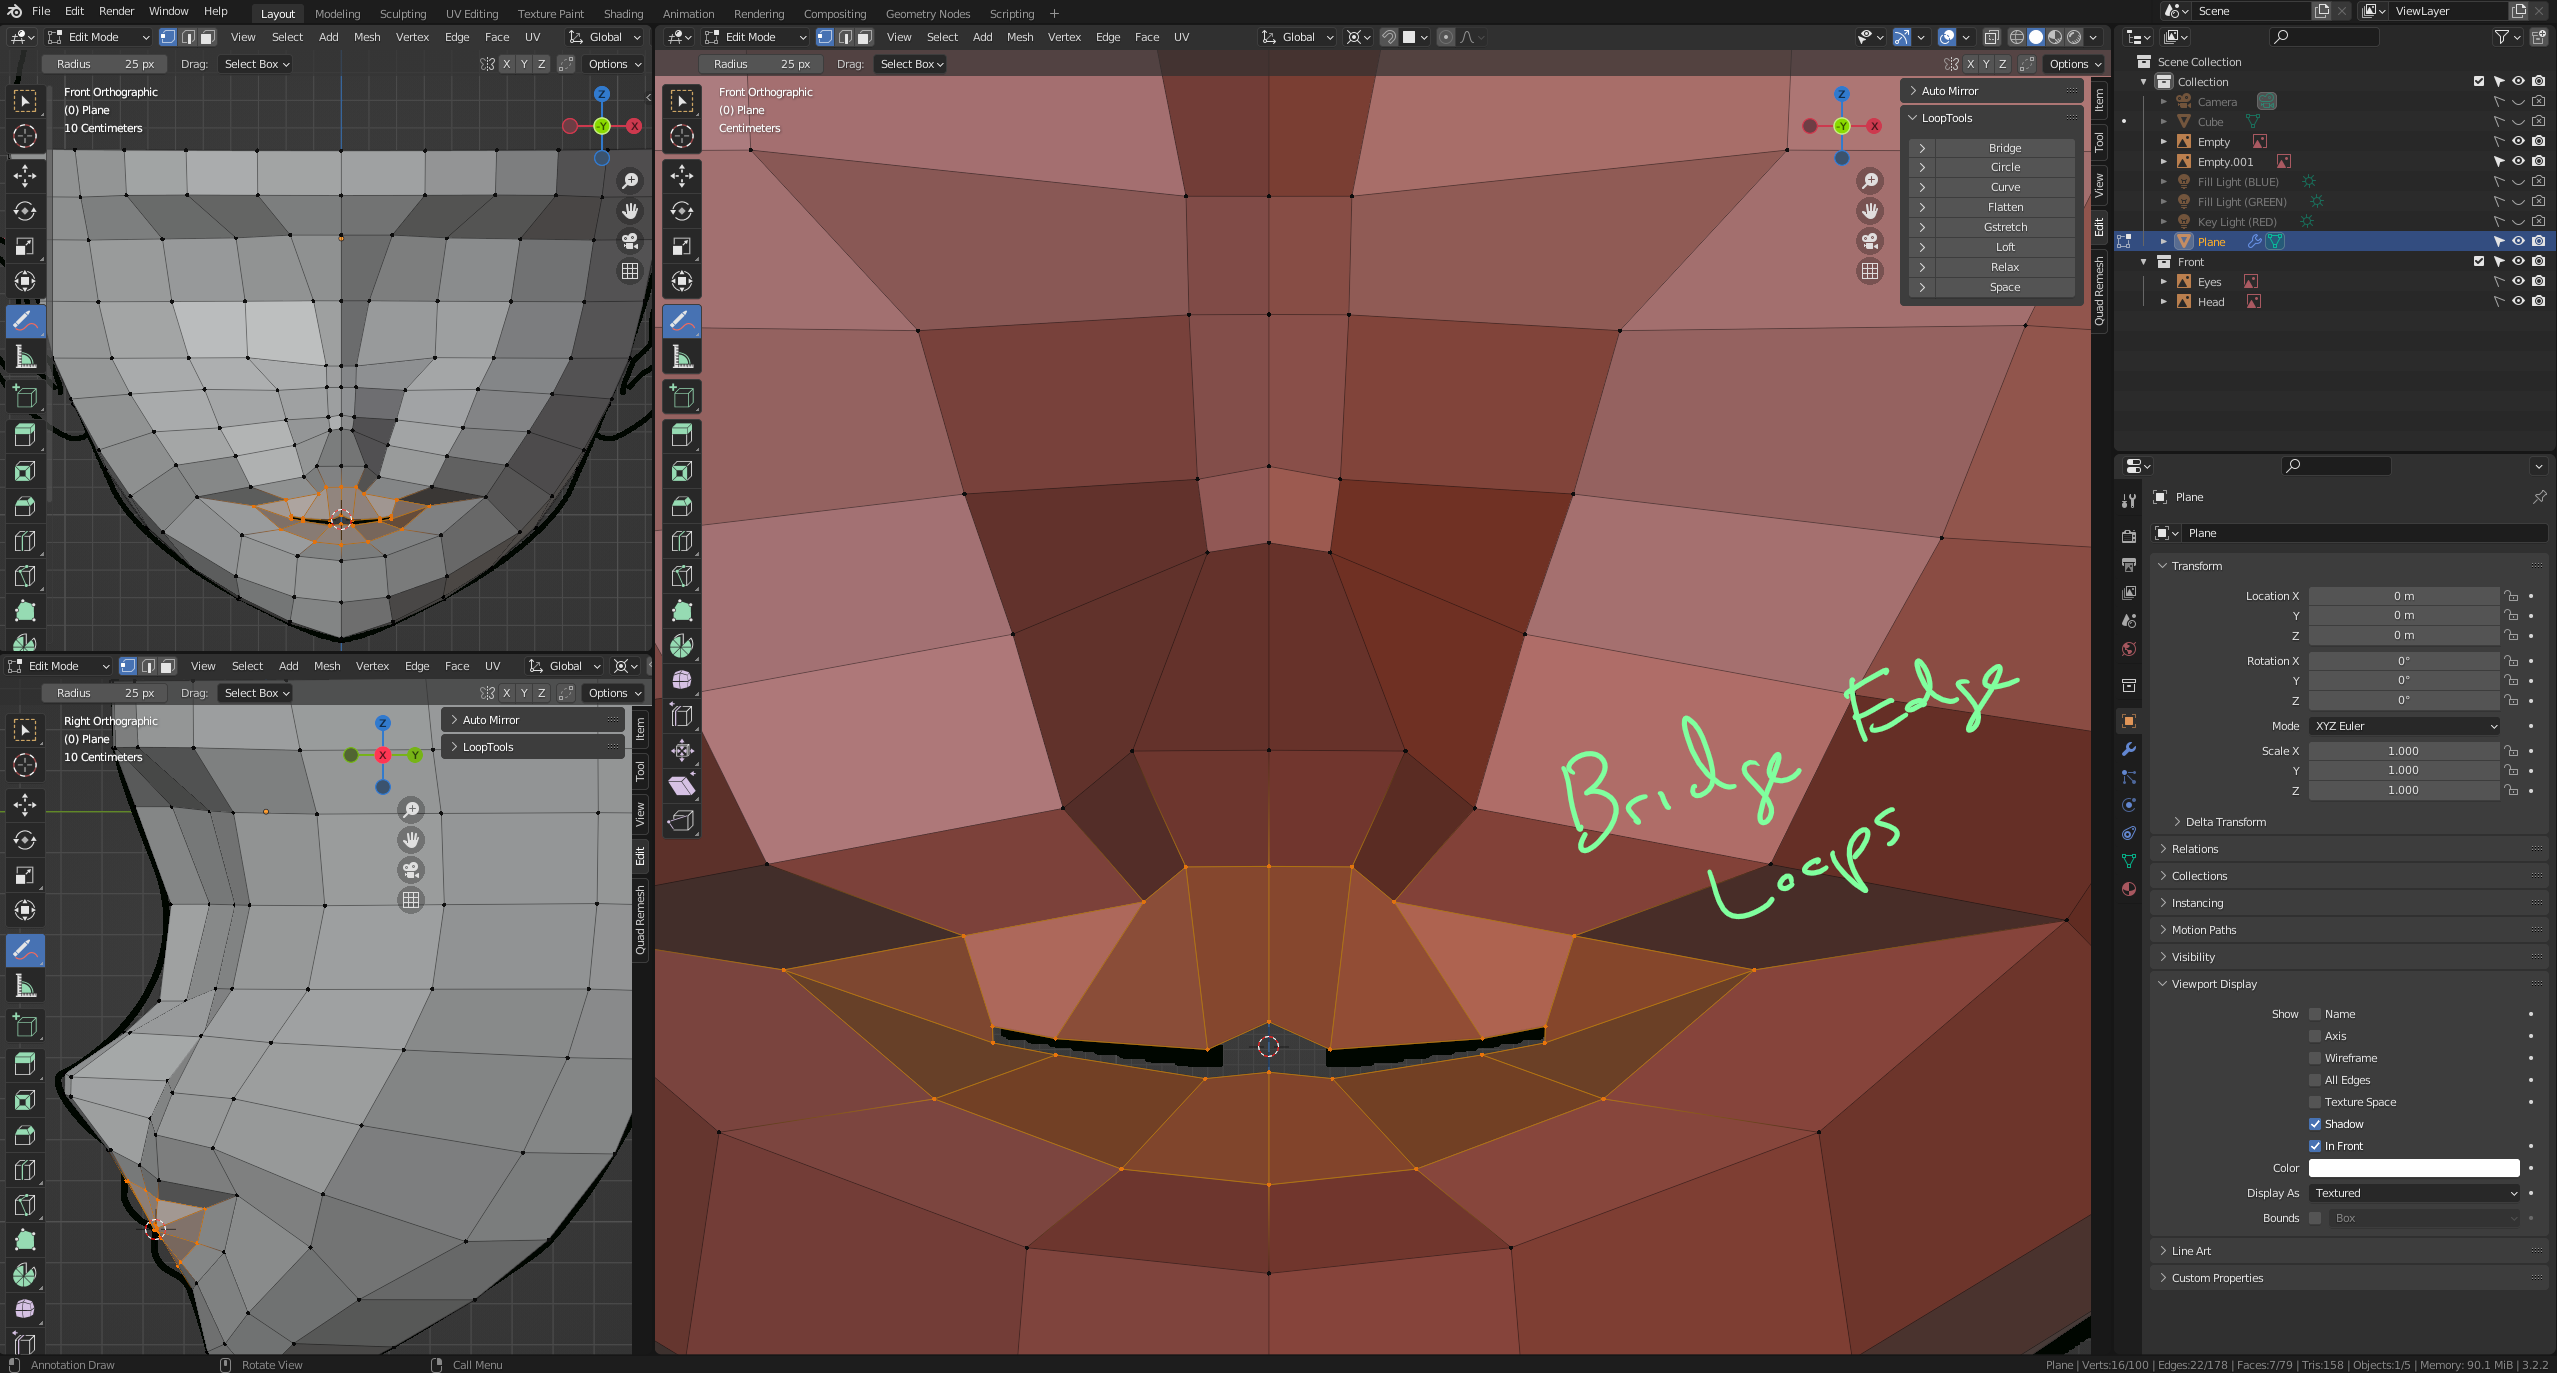 File Edit Render Window Help Layout Modeling Sculpting UV Editing Texture Paint Shading Animation Rendering Compositing Geometry Nodes Scripting + Scene ViewLayer
Edit Mode View Select Add Mesh Vertex Edge Face UV Global
Radius 25 px Drag: Select Box X Y Z Options
Front Orthographic
(0) Plane
10 Centimeters
Z
-Y X
Edit Mode View Select Add Mesh Vertex Edge Face UV Global
Radius 25 px Drag: Select Box X Y Z Options
Right Orthographic
(0) Plane
10 Centimeters
Z
X Y
Auto Mirror
LoopTools
Item
Tool
View
Edit
Quad Remesh
Edit Mode View Select Add Mesh Vertex Edge Face UV Global
Radius 25 px Drag: Select Box X Y Z Options
Front Orthographic
(0) Plane
Centimeters
Z
-Y X
Auto Mirror
LoopTools
Bridge
Circle
Curve
Flatten
Gstretch
Loft
Relax
Space
Item
Tool
View
Edit
Quad Remesh
Bridge Edge
Loops
Scene Collection
Collection
Camera
Cube
Empty
Empty.001
Fill Light (BLUE)
Fill Light (GREEN)
Key Light (RED)
Plane
Front
Eyes
Head
Plane
Plane
Transform
Location X 0 m
Y 0 m
Z 0 m
Rotation X 0°
Y 0°
Z 0°
Mode XYZ Euler
Scale X 1.000
Y 1.000
Z 1.000
Delta Transform
Relations
Collections
Instancing
Motion Paths
Visibility
Viewport Display
Show Name
Axis
Wireframe
All Edges
Texture Space
Shadow
In Front
Color
Display As Textured
Bounds Box
Line Art
Custom Properties
Annotation Draw Rotate View Call Menu Plane | Verts:16/100 | Edges:22/178 | Faces:7/79 | Tris:158 | Objects:1/5 | Memory: 90.1 MiB | 3.2.2